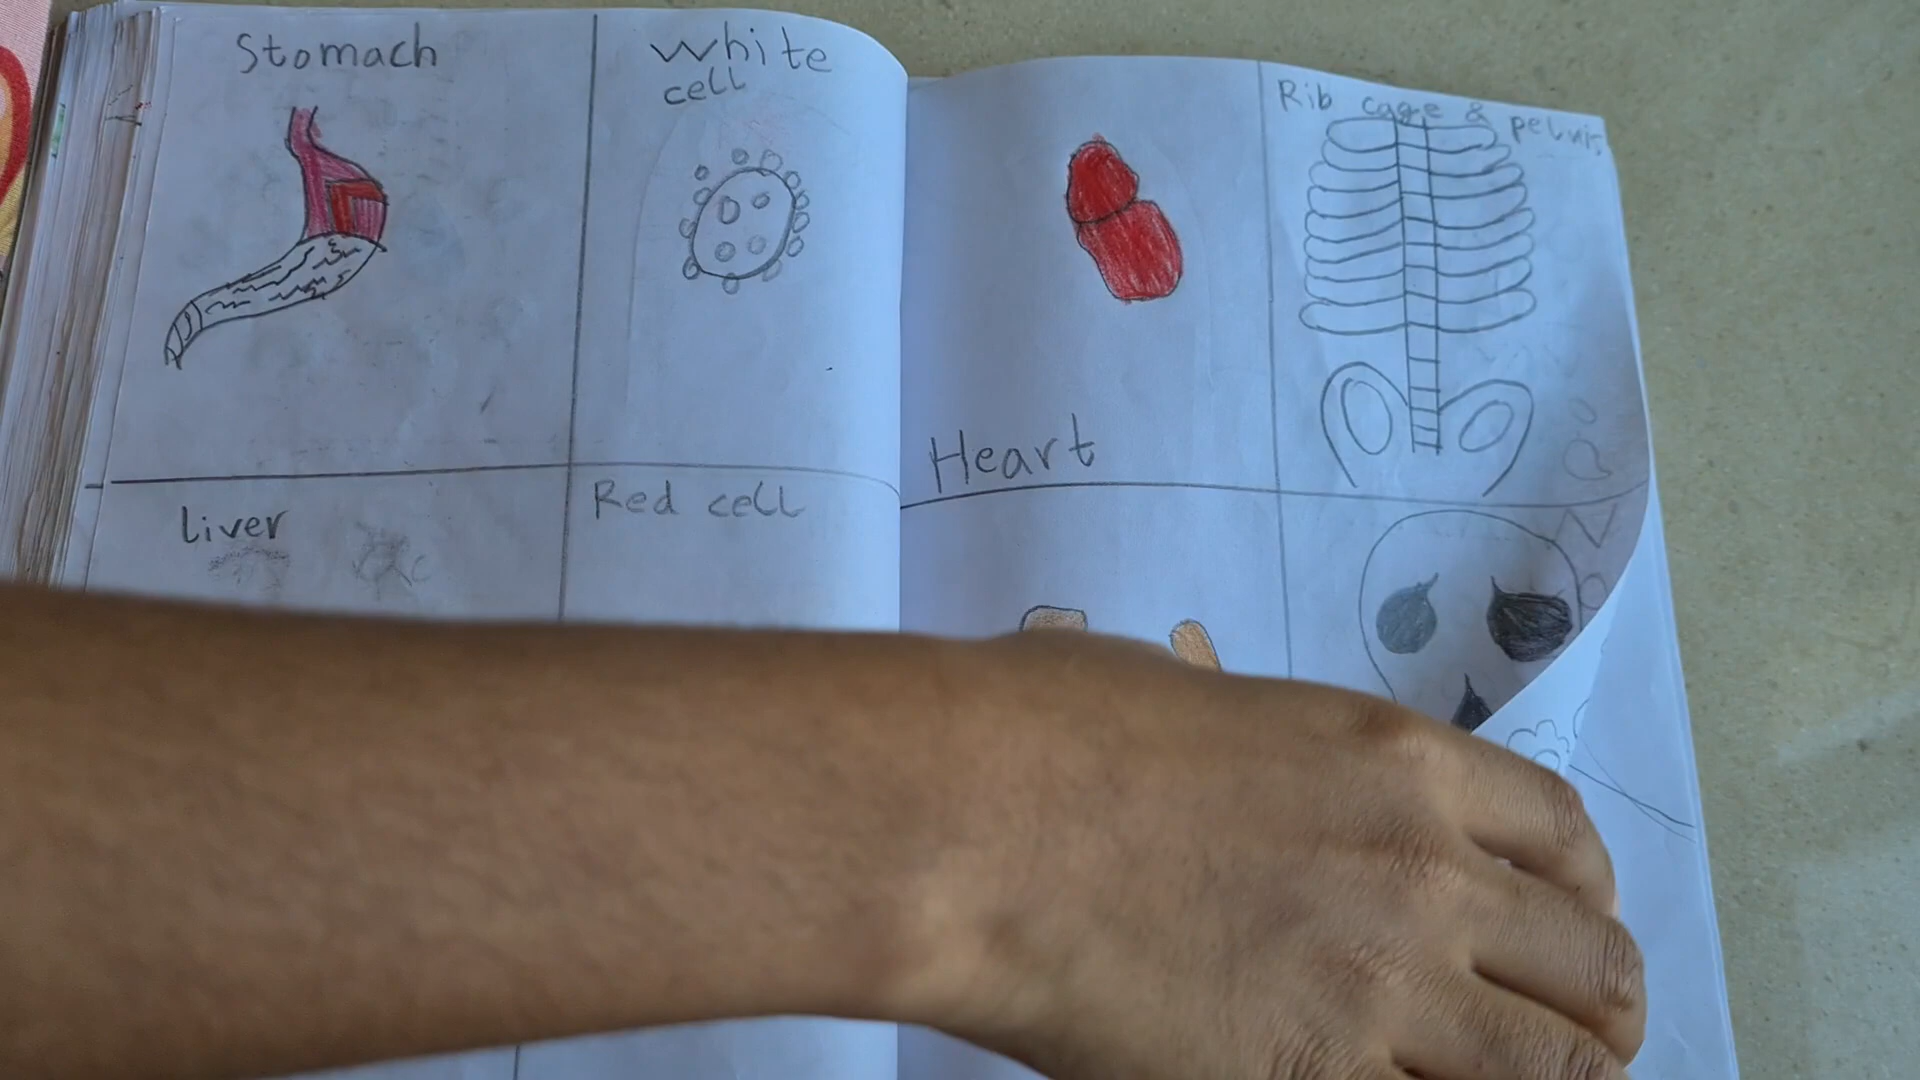 Stomach
White
cell
Heart
Rib cage & pelvis
Liver
Red cell